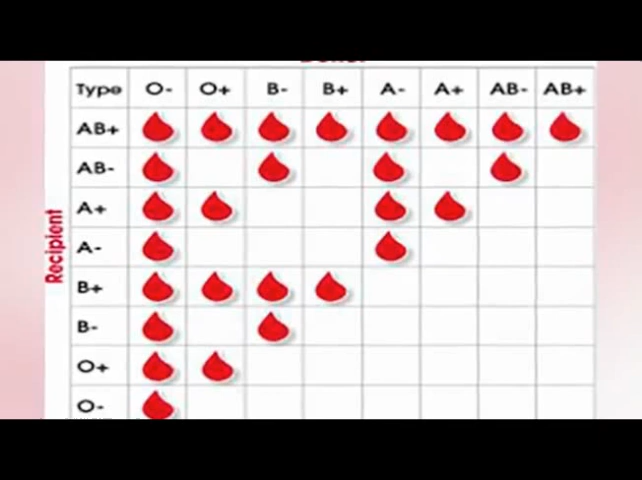 Type O- O+ B- B+ A- A+ AB- AB+
AB+
AB-
A+
A-
B+
B-
O+
O-
Recipient